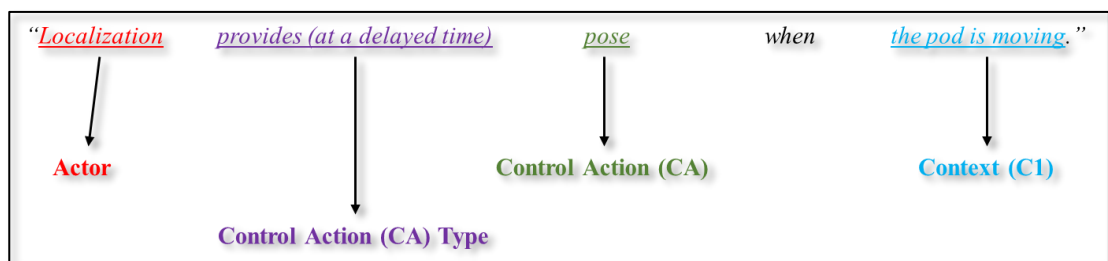 “Localization provides (at a delayed time) pose when the pod is moving.”
Actor
Control Action (CA)
Context (C1)
Control Action (CA) Type